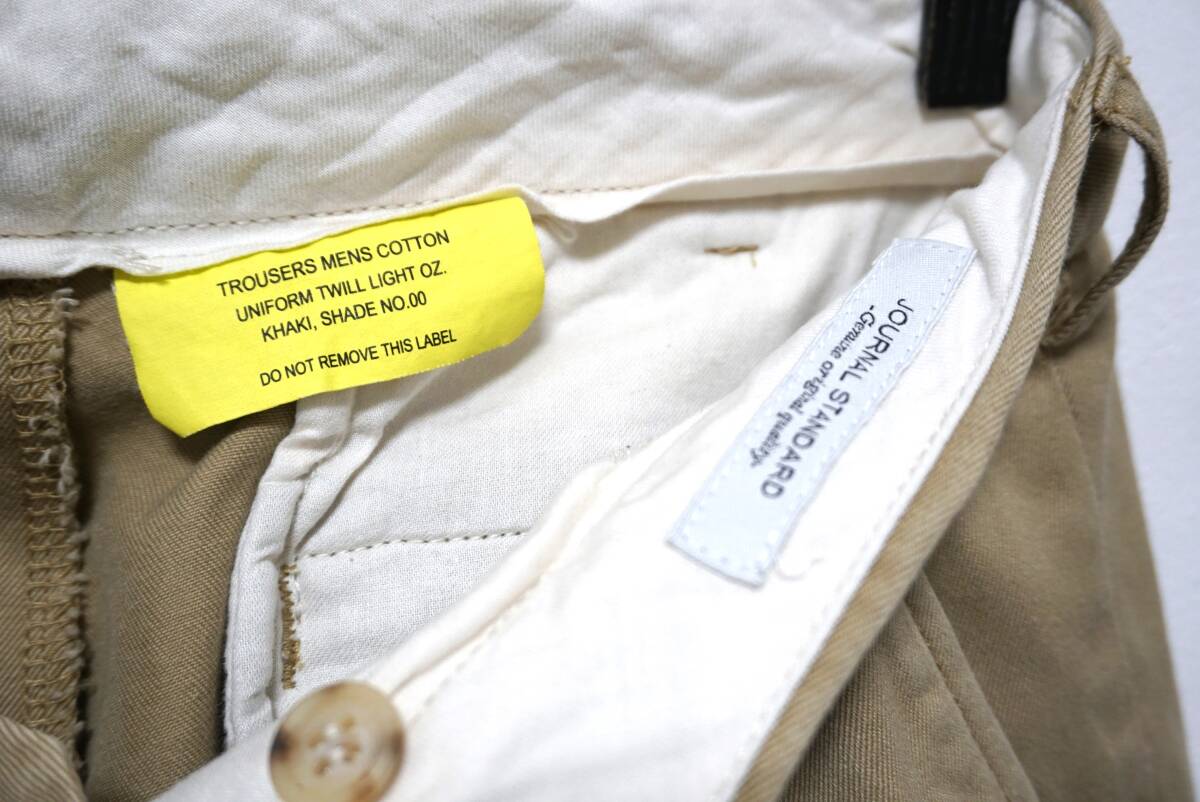 TROUSERS MENS COTTON
UNIFORM TWILL LIGHT OZ.
KHAKI, SHADE NO.00
DO NOT REMOVE THIS LABEL
JOURNAL STANDARD
-Genuine original quality-